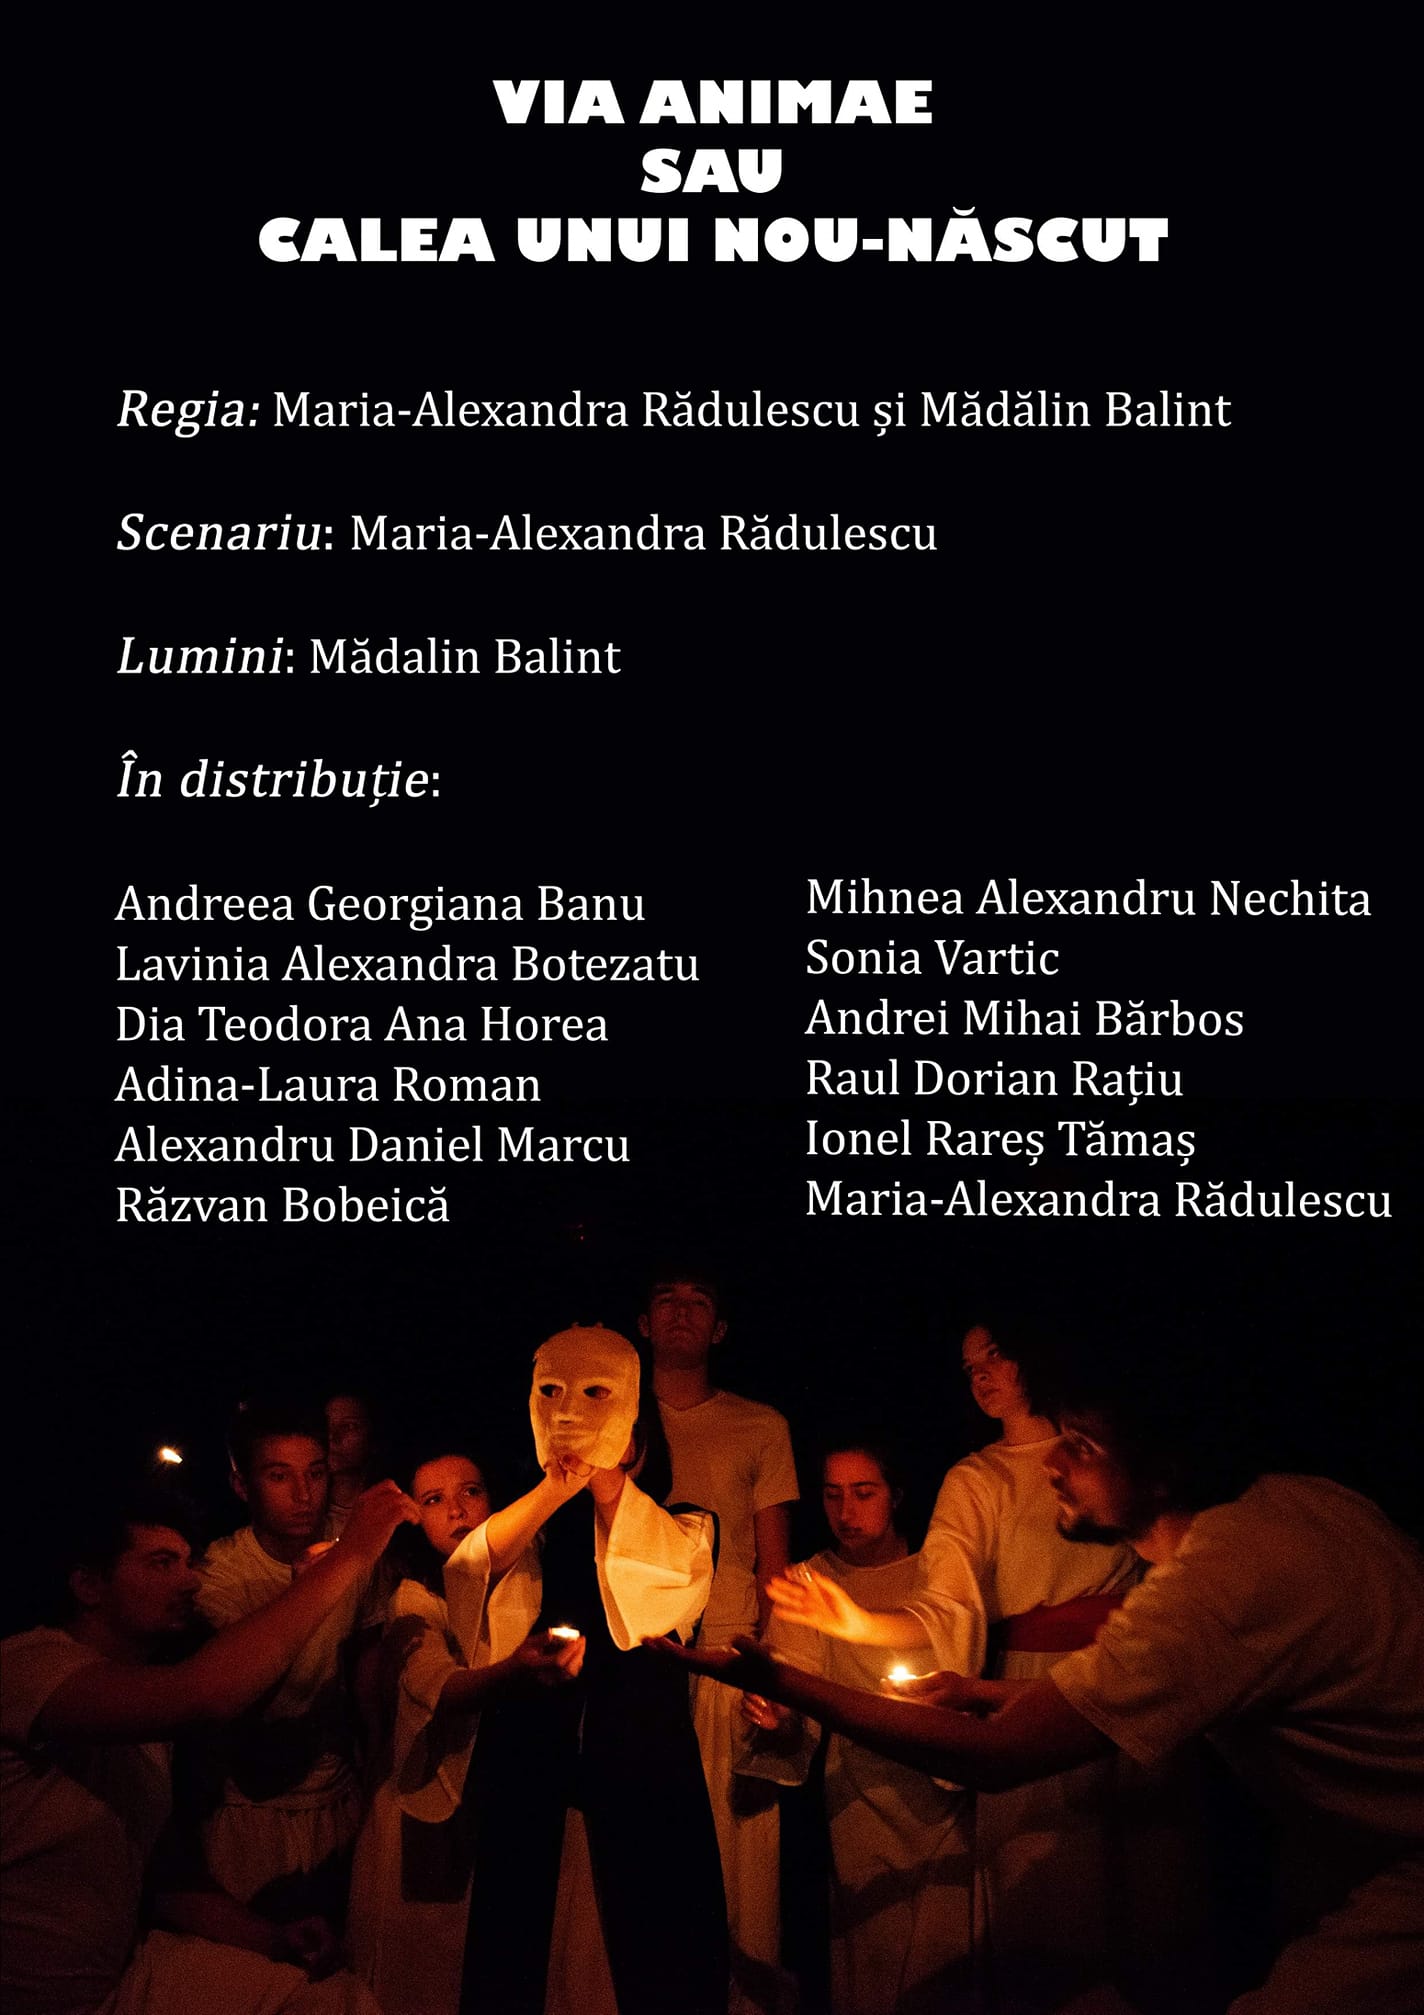 VIA ANIMAE
SAU
CALEA UNUI NOU-NĂSCUT
Regia: Maria-Alexandra Rădulescu și Mădălin Balint
Scenariu: Maria-Alexandra Rădulescu
Lumini: Mădalin Balint
În distribuție:
Andreea Georgiana Banu
Lavinia Alexandra Botezatu
Dia Teodora Ana Horea
Adina-Laura Roman
Alexandru Daniel Marcu
Răzvan Bobeică
Mihnea Alexandru Nechita
Sonia Vartic
Andrei Mihai Bărbos
Raul Dorian Rațiu
Ionel Rareș Tămaș
Maria-Alexandra Rădulescu